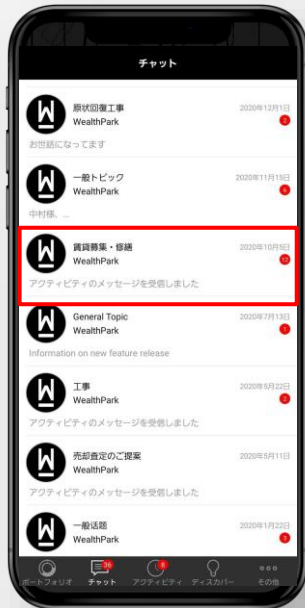 チャット
原状回復工事
2020年12月1日
WealthPark
2
お世話になってます
一般トピック
2020年11月15日
WealthPark
6
中村様、...
賃貸募集・修繕
2020年10月5日
WealthPark
12
アクティビティのメッセージを受信しました
General Topic
2020年7月13日
WealthPark
1
Information on new feature release
工事
2020年6月22日
WealthPark
2
アクティビティのメッセージを受信しました
売却査定のご提案
2020年5月11日
WealthPark
アクティビティのメッセージを受信しました
一般話題
2020年1月22日
WealthPark
3
36
8
ポートフォリオ チャット アクティビティ ディスカバー その他